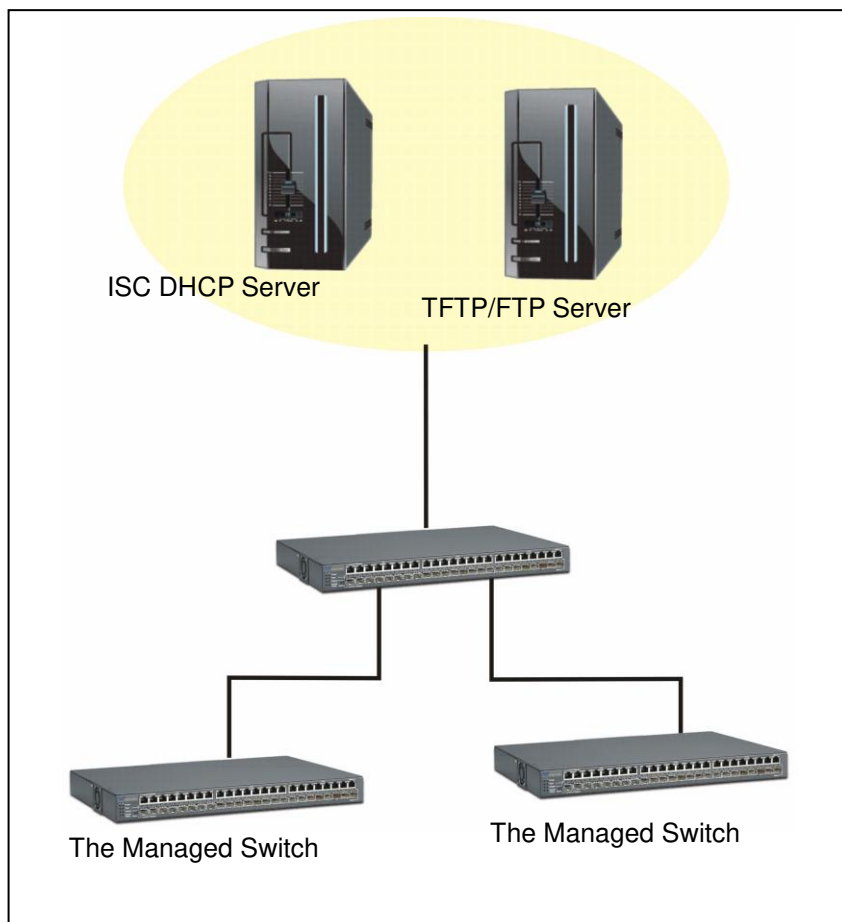 ISC DHCP Server
TFTP/FTP Server
The Managed Switch
The Managed Switch